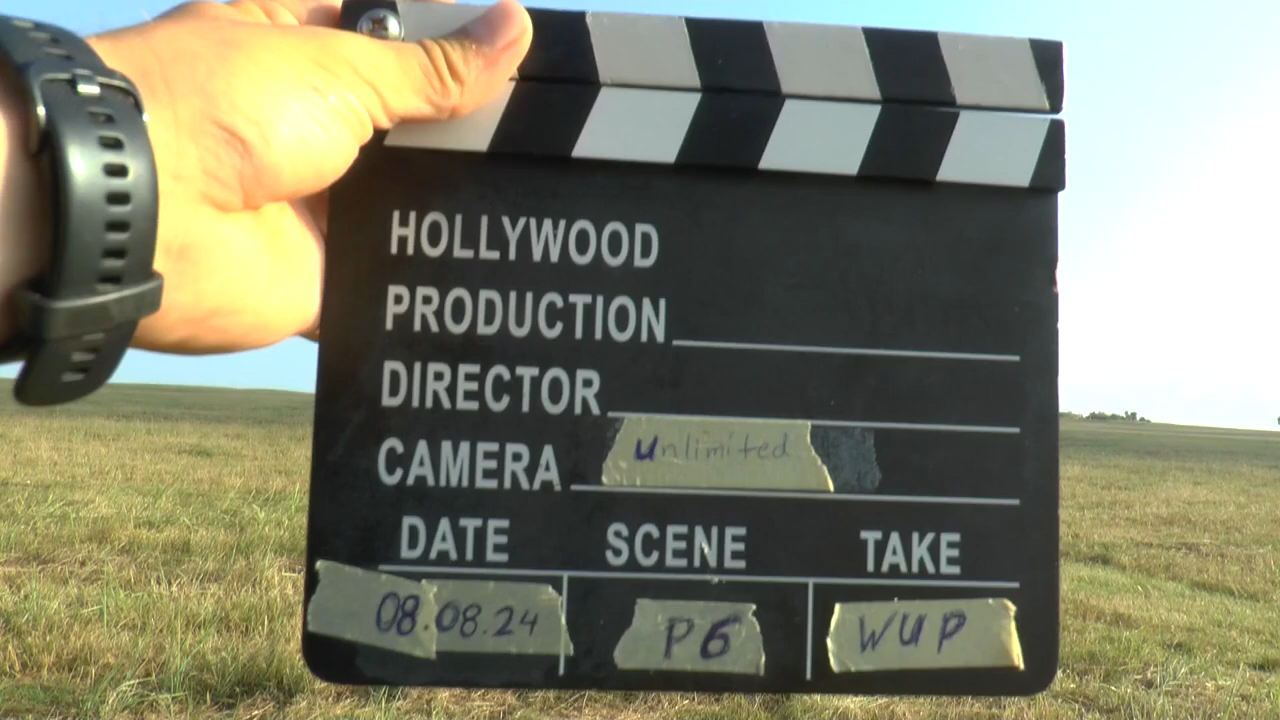 HOLLYWOOD
PRODUCTION
DIRECTOR
CAMERA unlimited
DATE SCENE TAKE
08.08.24 P6 WUP